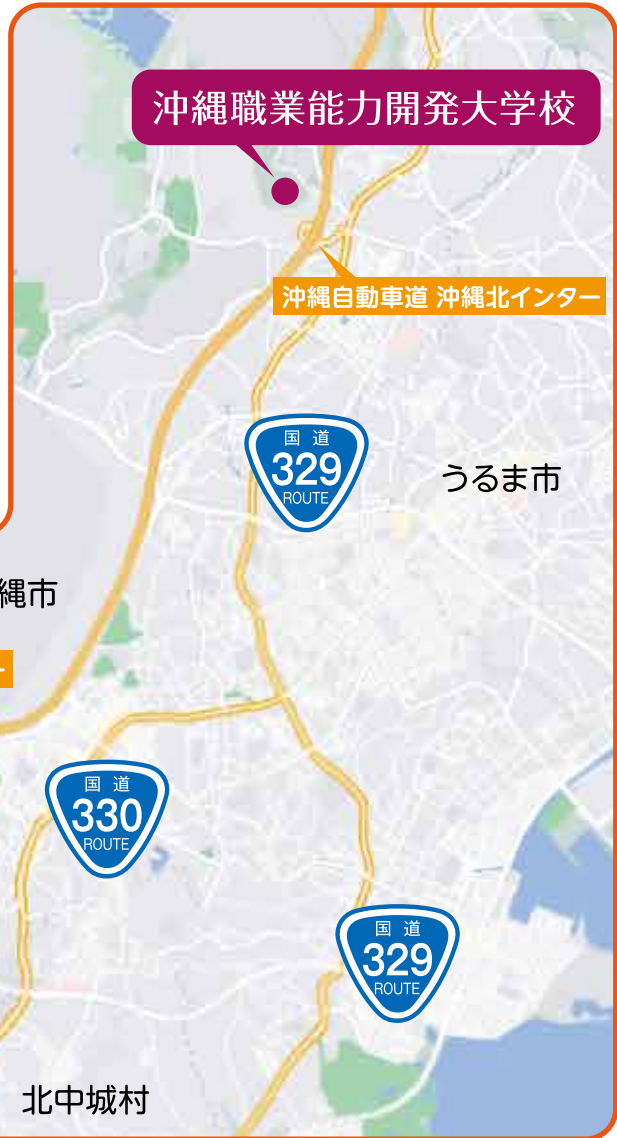 沖縄職業能力開発大学校
沖縄自動車道 沖縄北インター
国道
329
ROUTE
うるま市
縄市
ー
国道
330
ROUTE
国道
329
ROUTE
北中城村